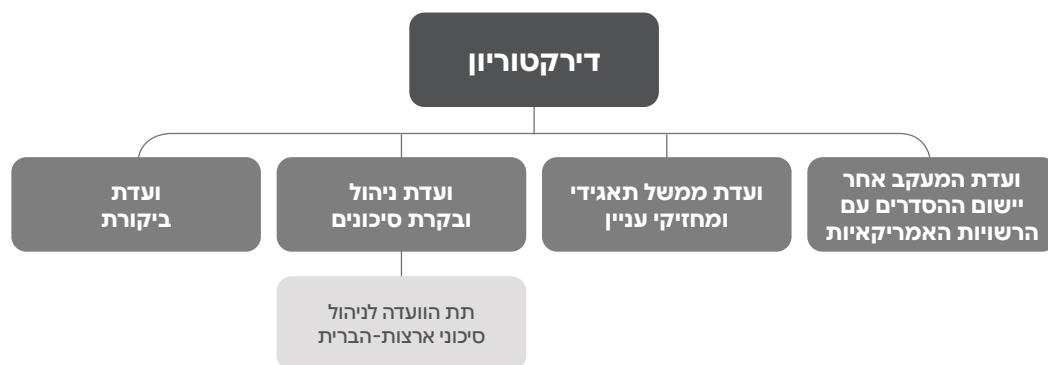 דירקטוריון
ועדת המעקב אחר
יישום ההסדרים עם
הרשויות האמריקאיות
ועדת ממשל תאגידי
ומחזיקי עניין
ועדת ניהול
ובקרת סיכונים
ועדת
ביקורת
תת הוועדה לניהול
סיכוני ארצות-הברית